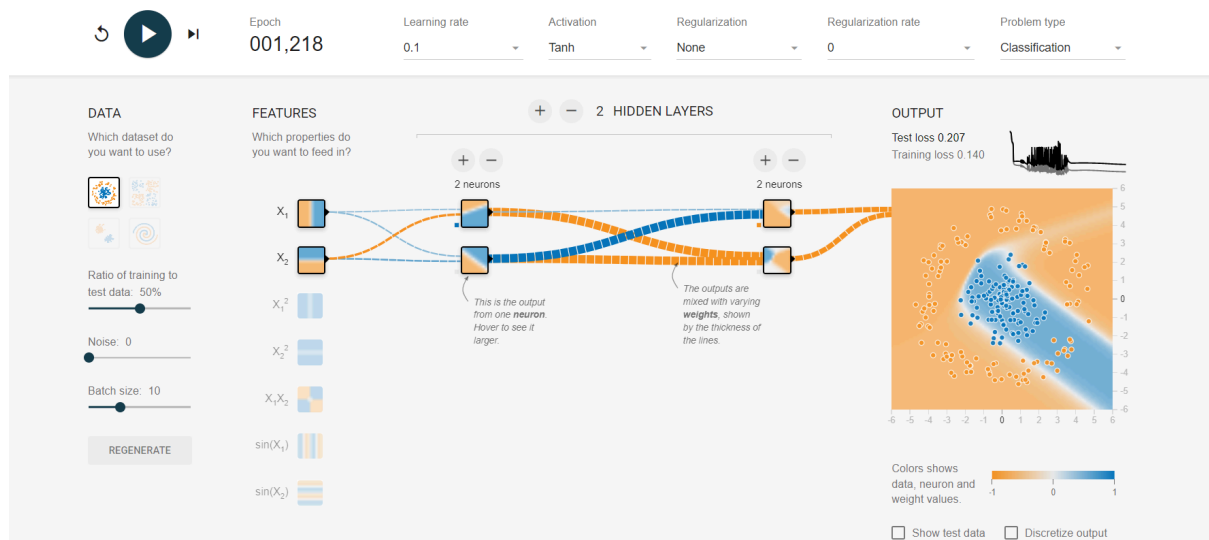 Epoch
001,218
Learning rate
0.1
Activation
Tanh
Regularization
None
Regularization rate
0
Problem type
Classification
DATA
Which dataset do
you want to use?
Ratio of training to
test data: 50%
Noise: 0
Batch size: 10
REGENERATE
FEATURES
Which properties do
you want to feed in?
X₁
X₂
X₁²
X₂²
X₁X₂
sin(X₁)
sin(X₂)
+ − 2 HIDDEN LAYERS
+ −
2 neurons
+ −
2 neurons
This is the output
from one neuron.
Hover to see it
larger.
The outputs are
mixed with varying
weights, shown
by the thickness of
the lines.
OUTPUT
Test loss 0.207
Training loss 0.140
6
5
4
3
2
1
0
-1
-2
-3
-4
-5
-6
-6 -5 -4 -3 -2 -1 0 1 2 3 4 5 6
Colors shows
data, neuron and
weight values.
-1 0 1
Show test data
Discretize output